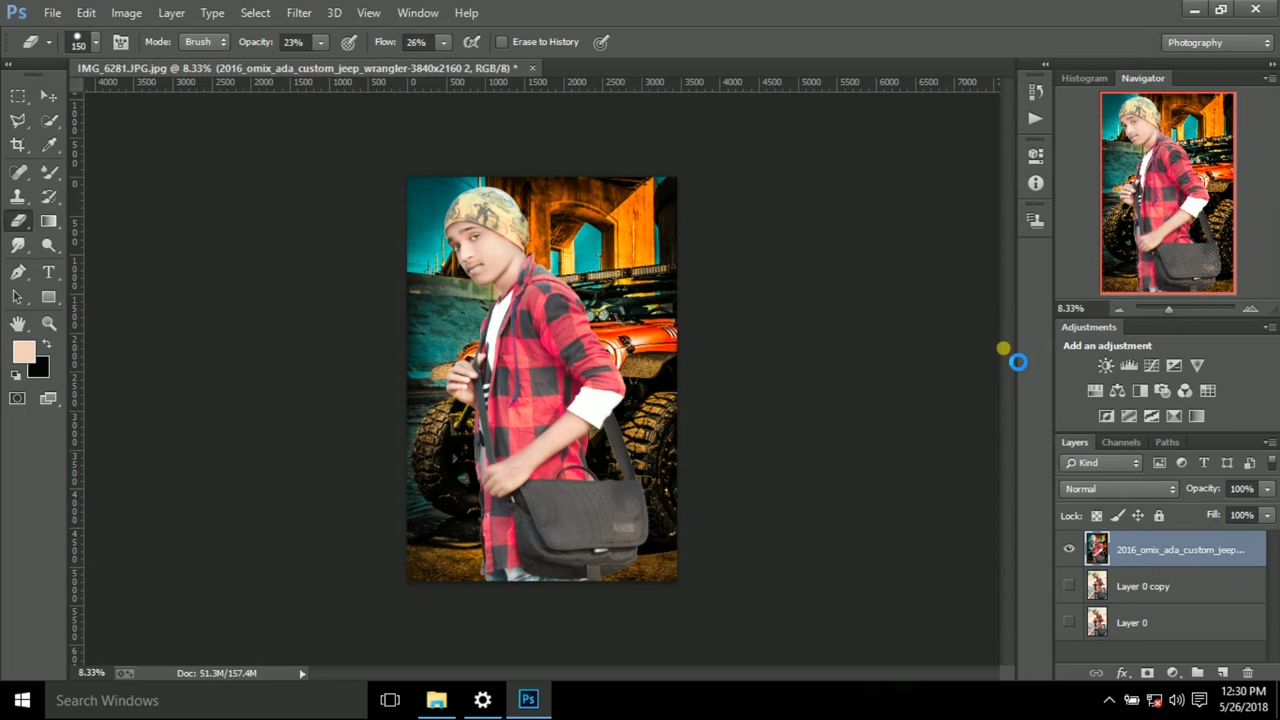 Ps File Edit Image Layer Type Select Filter 3D View Window Help
150 Mode: Brush Opacity: 23% Flow: 26% Erase to History Photography
IMG_6281.JPG.jpg @ 8.33% (2016_omix_ada_custom_jeep_wrangler-3840x2160 2, RGB/8) *
4000 3500 3000 2500 2000 1500 1000 500 0 500 1000 1500 2000 2500 3000 3500 4000 4500 5000 5500 6000 6500 7000
Histogram Navigator
8.33%
Adjustments
Add an adjustment
Layers Channels Paths
Kind
Normal Opacity: 100%
Lock: Fill: 100%
2016_omix_ada_custom_jeep...
Layer 0 copy
Layer 0
8.33% Doc: 51.3M/157.4M
Search Windows
Ps
12:30 PM
5/26/2018